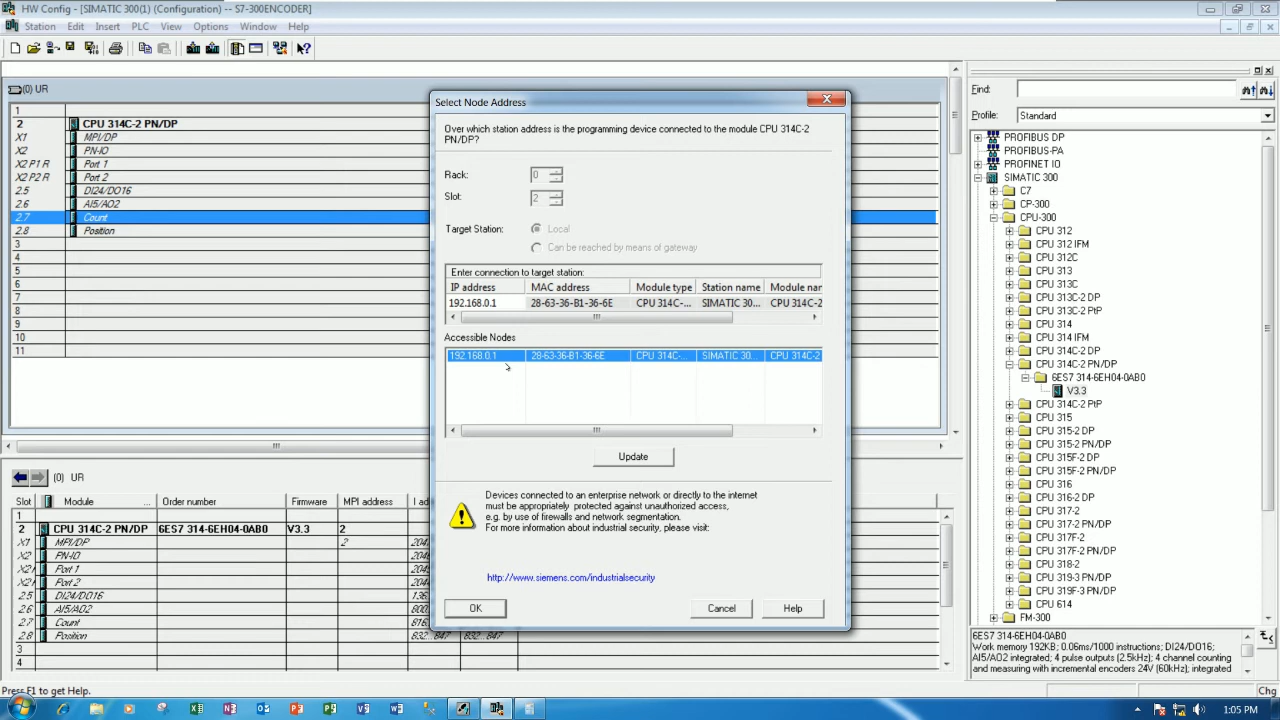 HW Config - [SIMATIC 300(1) (Configuration) -- S7-300ENCODER]
Station Edit Insert PLC View Options Window Help
(0) UR
1
2 CPU 314C-2 PN/DP
X1 MPI/DP
X2 PN-IO
X2 P1 R Port 1
X2 P2 R Port 2
2.5 DI24/DO16
2.6 AI5/AO2
2.7 Count
2.8 Position
3
4
5
6
7
8
9
10
11
Select Node Address
Over which station address is the programming device connected to the module CPU 314C-2
PN/DP?
Rack: 0
Slot: 2
Target Station: Local
Can be reached by means of gateway
Enter connection to target station:
IP address MAC address Module type Station name Module nam
192.168.0.1 28-63-36-B1-36-6E CPU 314C-... SIMATIC 30... CPU 314C-2
Accessible Nodes
192.168.0.1 28-63-36-B1-36-6E CPU 314C-... SIMATIC 30... CPU 314C-2
Update
Devices connected to an enterprise network or directly to the internet
must be appropriately protected against unauthorized access,
e.g. by use of firewalls and network segmentation.
For more information about industrial security, please visit:
http://www.siemens.com/industrialsecurity
OK Cancel Help
Find:
Profile: Standard
PROFIBUS DP
PROFIBUS-PA
PROFINET IO
SIMATIC 300
C7
CP-300
CPU-300
CPU 312
CPU 312 IFM
CPU 312C
CPU 313
CPU 313C
CPU 313C-2 DP
CPU 313C-2 PtP
CPU 314
CPU 314 IFM
CPU 314C-2 DP
CPU 314C-2 PN/DP
6ES7 314-6EH04-0AB0
V3.3
CPU 314C-2 PtP
CPU 315
CPU 315-2 DP
CPU 315-2 PN/DP
CPU 315F-2 DP
CPU 315F-2 PN/DP
CPU 316
CPU 316-2 DP
CPU 317-2
CPU 317-2 PN/DP
CPU 317F-2
CPU 317F-2 PN/DP
CPU 318-2
CPU 319-3 PN/DP
CPU 319F-3 PN/DP
CPU 614
FM-300
6ES7 314-6EH04-0AB0
Work memory 192KB; 0.06ms/1000 instructions; DI24/DO16;
AI5/AO2 integrated; 4 pulse outputs (2.5kHz); 4 channel counting
and measuring with incremental encoders 24V (60kHz); integrated
(0) UR
Slot Module ... Order number Firmware MPI address I ad
1
2 CPU 314C-2 PN/DP 6ES7 314-6EH04-0AB0 V3.3 2
X1 MPI/DP 2 204
X2 PN-IO 204
X2 Port 1 204
X2 Port 2 204
2.5 DI24/DO16 136
2.6 AI5/AO2 800
2.7 Count 816
2.8 Position 832...847 832...847
3
4
Press F1 to get Help.
Chg
1:05 PM